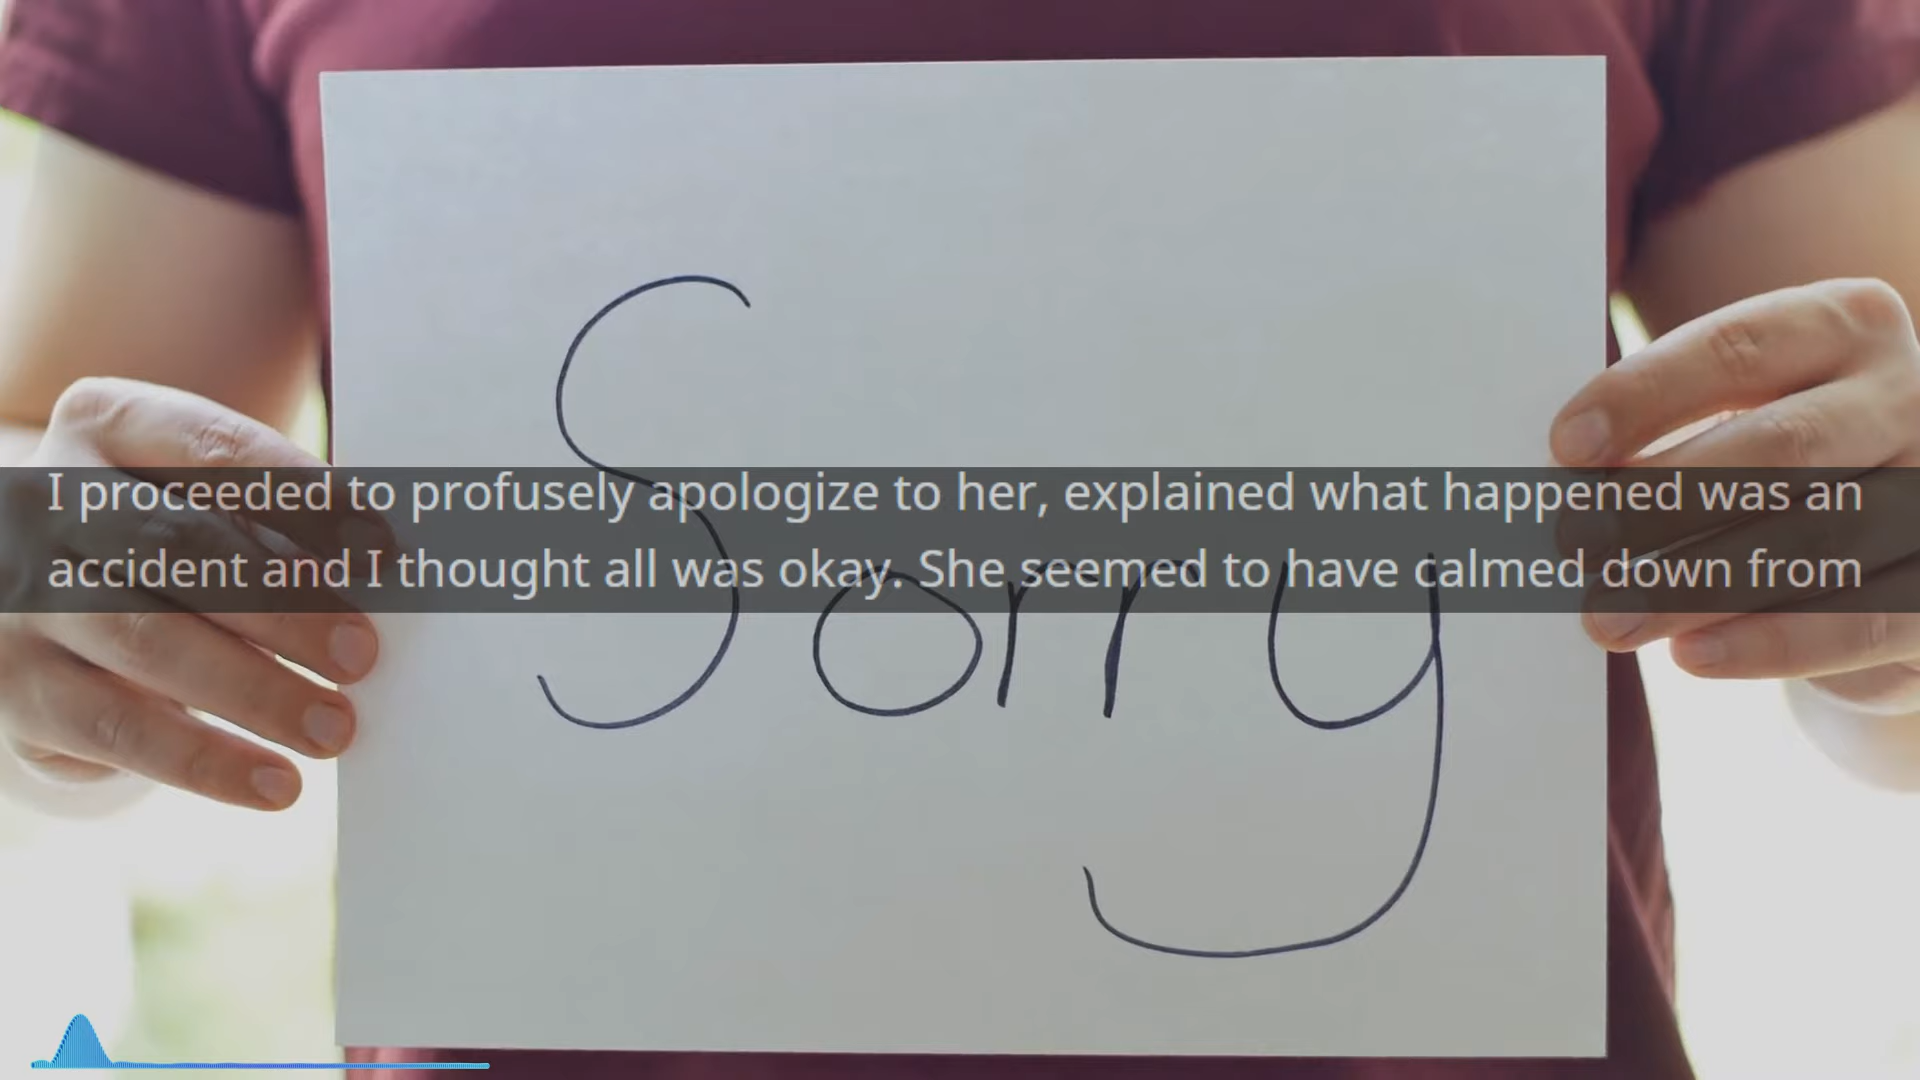 I proceeded to profusely apologize to her, explained what happened was an
accident and I thought all was okay. She seemed to have calmed down from
Sorry